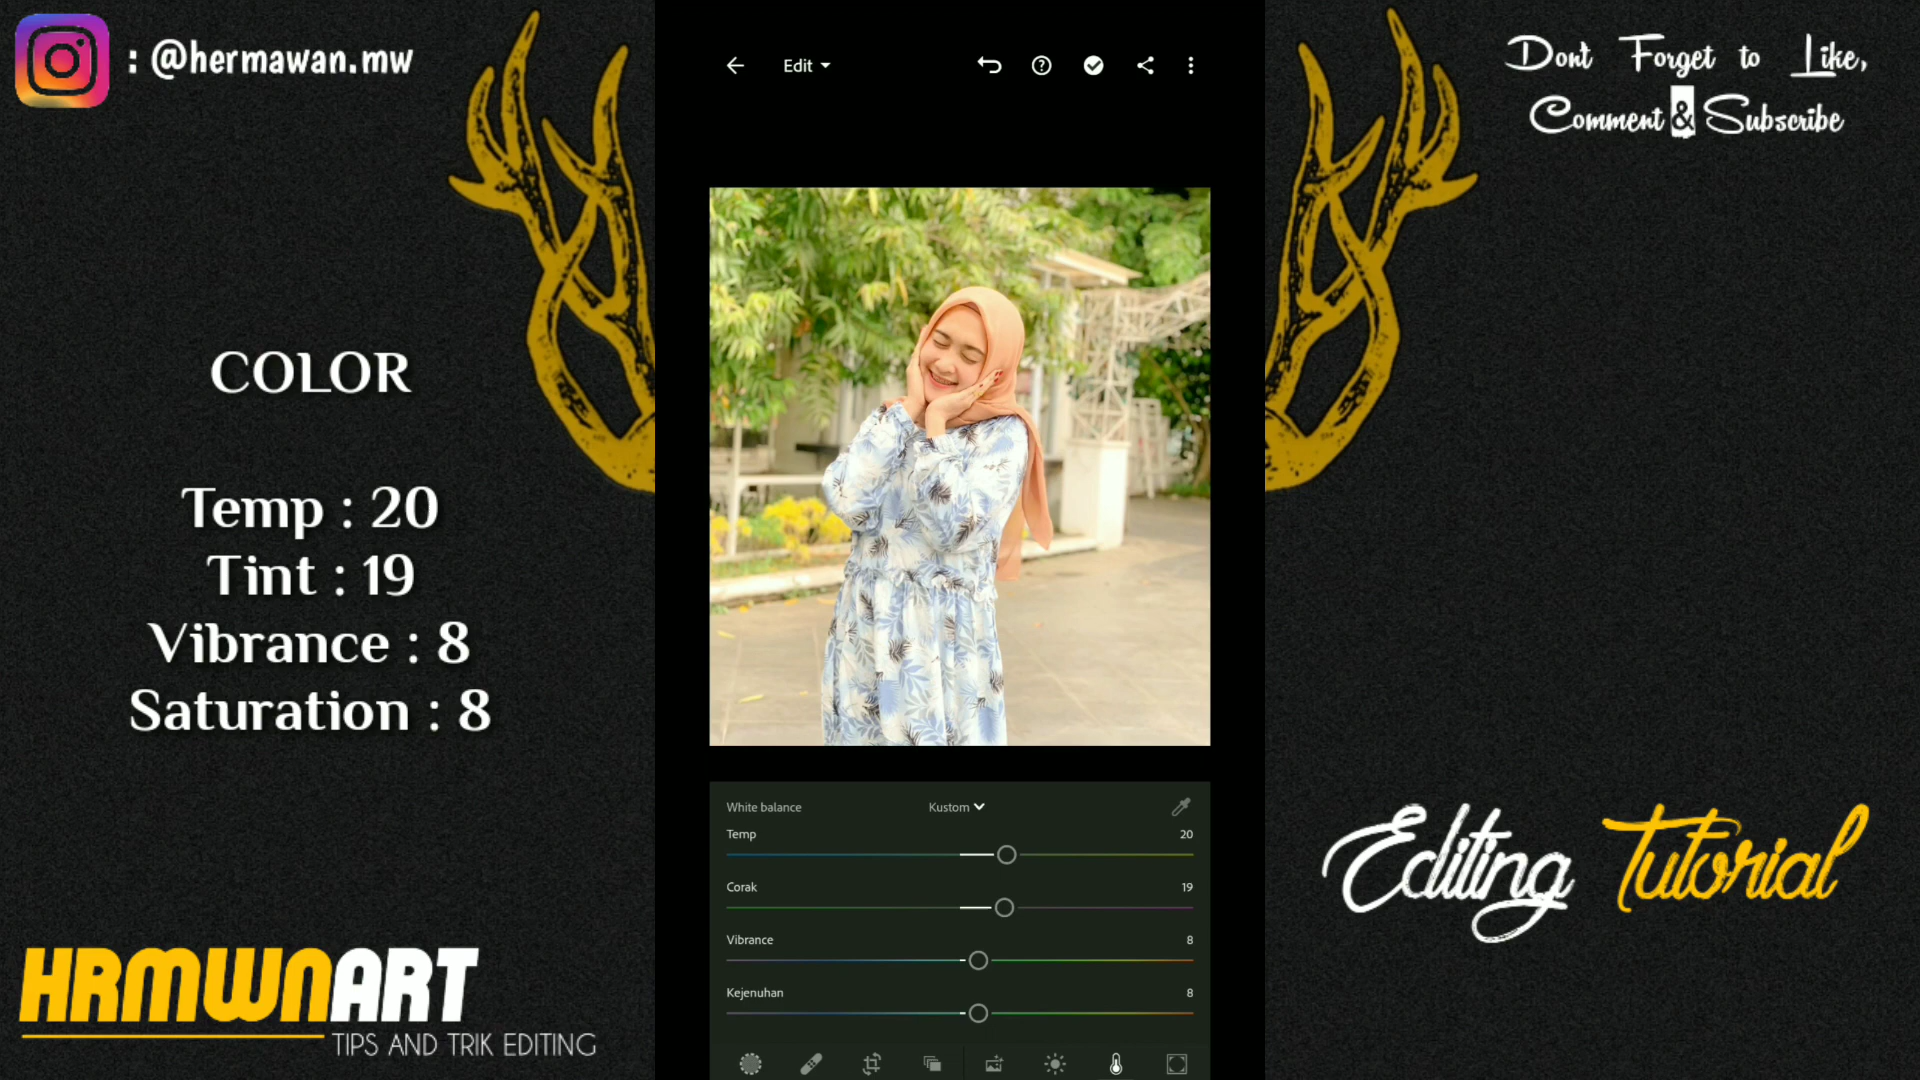 : @hermawan.mw
Edit
Dont Forget to Like,
Comment & Subscribe
COLOR
Temp : 20
Tint : 19
Vibrance : 8
Saturation : 8
White balance Kustom
Temp 20
Corak 19
Vibrance 8
Kejenuhan 8
Editing Tutorial
HRMWNART
TIPS AND TRIK EDITING